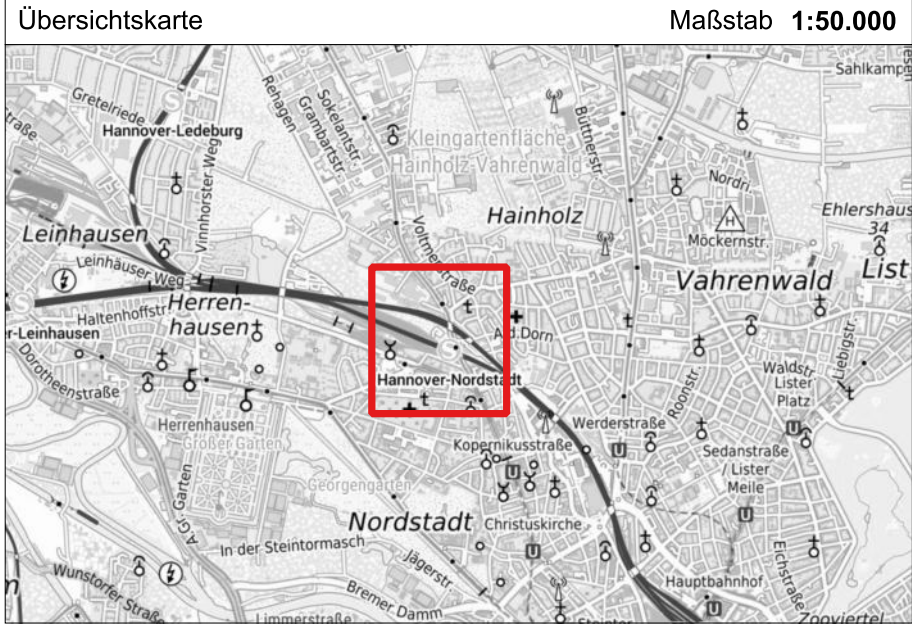 Übersichtskarte
Maßstab 1:50.000
Sahlkamp
Gretelriede
Rehagen
Sokelantstr.
Grambartstr.
Büttnerstr.
Hannover-Ledeburg
Kleingartenfläche
Hainholz-Vahrenwald
Vinnhorster Weg
Nordri.
Hainholz
Ehlershaus
34
Möckernstr.
Leinhausen
Voltmerstraße
Leinhäuser Weg
Vahrenwald
List
Haltenhoffstr.
Herren-
hausen
r-Leinhausen
A.d.Dorn
Dorotheenstraße
Liebigstr.
Waldstr.
Lister
Platz
Hannover-Nordstadt
Roonstr.
Herrenhausen
Großer Garten
Werderstraße
Kopernikusstraße
Sedanstraße
/ Lister
Meile
Georgengarten
A.Gr. Garten
Nordstadt
Christuskirche
In der Steintormasch
Jägerstr.
Eichstraße
Wunstorfer Straße
Hauptbahnhof
Bremer Damm
Limmerstraße
Steintor
Zooviertel